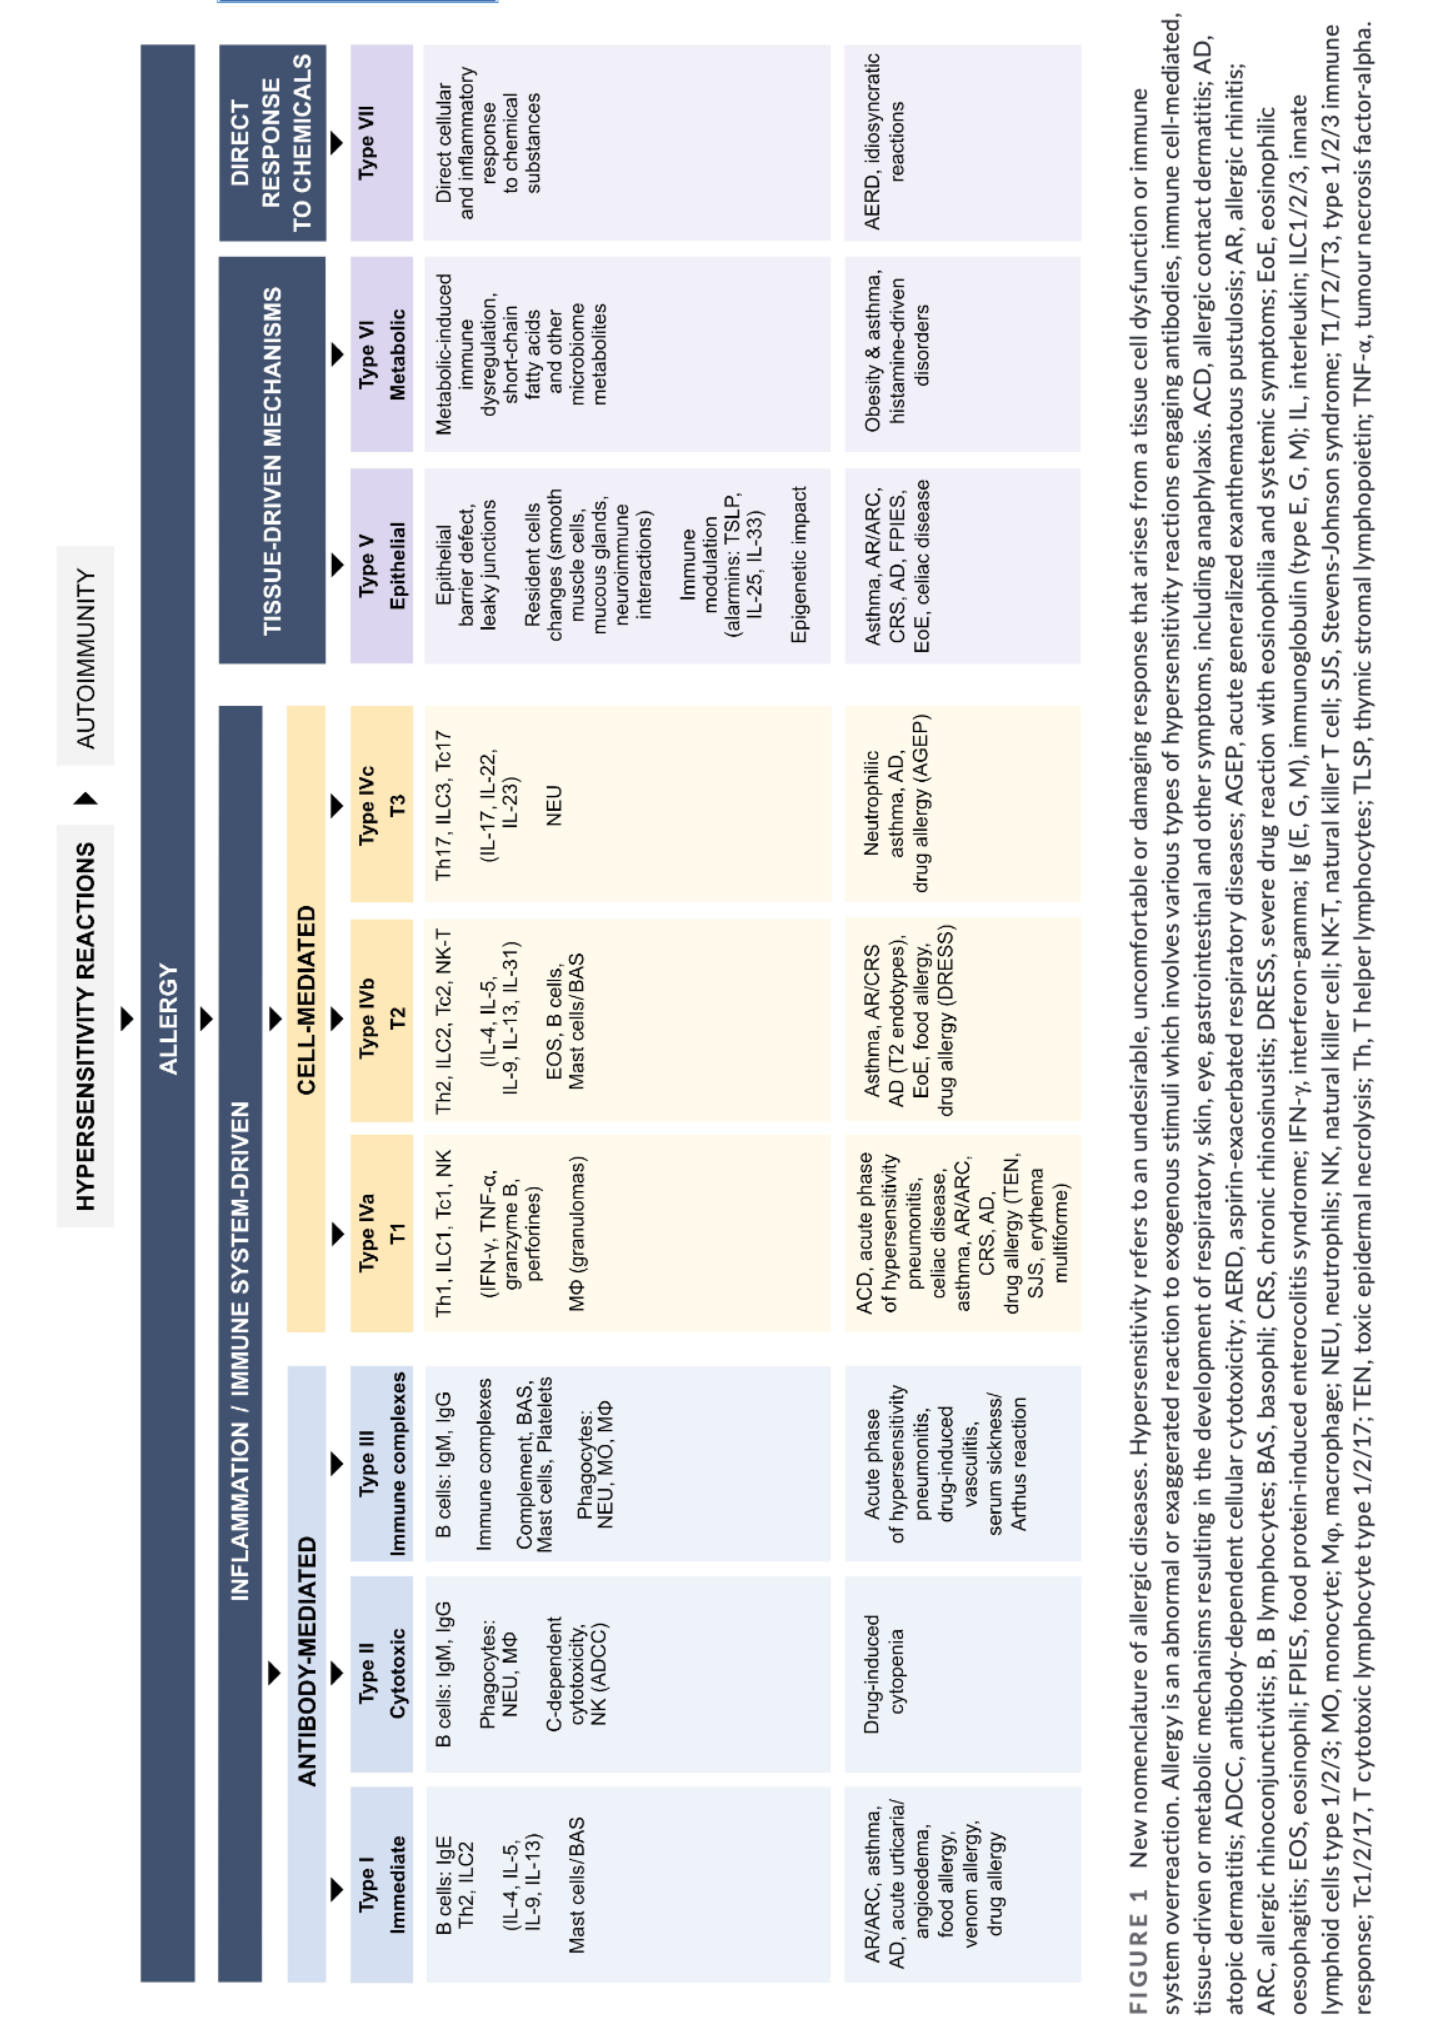 HYPERSENSITIVITY REACTIONS
AUTOIMMUNITY
ALLERGY
INFLAMMATION / IMMUNE SYSTEM-DRIVEN
TISSUE-DRIVEN MECHANISMS
DIRECT
RESPONSE
TO CHEMICALS
ANTIBODY-MEDIATED
CELL-MEDIATED
Type I
Immediate
B cells: IgE
Th2, ILC2
(IL-4, IL-5,
IL-9, IL-13)
Mast cells/BAS
AR/ARC, asthma,
AD, acute urticaria/
angioedema,
food allergy,
venom allergy,
drug allergy
Type II
Cytotoxic
B cells: IgM, IgG
Phagocytes:
NEU, MΦ
C-dependent
cytotoxicity,
NK (ADCC)
Drug-induced
cytopenia
Type III
Immune complexes
B cells: IgM, IgG
Immune complexes
Complement, BAS,
Mast cells, Platelets
Phagocytes:
NEU, MO, MΦ
Acute phase
of hypersensitivity
pneumonitis,
drug-induced
vasculitis,
serum sickness/
Arthus reaction
Type IVa
T1
Th1, ILC1, Tc1, NK
(IFN-γ, TNF-α,
granzyme B,
perforines)
MΦ (granulomas)
ACD, acute phase
of hypersensitivity
pneumonitis,
celiac disease,
asthma, AR/ARC,
CRS, AD,
drug allergy (TEN,
SJS, erythema
multiforme)
Type IVb
T2
Th2, ILC2, Tc2, NK-T
(IL-4, IL-5,
IL-9, IL-13, IL-31)
EOS, B cells,
Mast cells/BAS
Asthma, AR/CRS
AD (T2 endotypes),
EoE, food allergy,
drug allergy (DRESS)
Type IVc
T3
Th17, ILC3, Tc17
(IL-17, IL-22,
IL-23)
NEU
Neutrophilic
asthma, AD,
drug allergy (AGEP)
Type V
Epithelial
Epithelial
barrier defect,
leaky junctions
Resident cells
changes (smooth
muscle cells,
mucous glands,
neuroimmune
interactions)
Immune
modulation
(alarmins: TSLP,
IL-25, IL-33)
Epigenetic impact
Asthma, AR/ARC,
CRS, AD, FPIES,
EoE, celiac disease
Type VI
Metabolic
Metabolic-induced
immune
dysregulation,
short-chain
fatty acids
and other
microbiome
metabolites
Obesity & asthma,
histamine-driven
disorders
Type VII
Direct cellular
and inflammatory
response
to chemical
substances
AERD, idiosyncratic
reactions
FIGURE 1 New nomenclature of allergic diseases. Hypersensitivity refers to an undesirable, uncomfortable or damaging response that arises from a tissue cell dysfunction or immune
system overreaction. Allergy is an abnormal or exaggerated reaction to exogenous stimuli which involves various types of hypersensitivity reactions engaging antibodies, immune cell-mediated,
tissue-driven or metabolic mechanisms resulting in the development of respiratory, skin, eye, gastrointestinal and other symptoms, including anaphylaxis. ACD, allergic contact dermatitis; AD,
atopic dermatitis; ADCC, antibody-dependent cellular cytotoxicity; AERD, aspirin-exacerbated respiratory diseases; AGEP, acute generalized exanthematous pustulosis; AR, allergic rhinitis;
ARC, allergic rhinoconjunctivitis; B, B lymphocytes; BAS, basophil; CRS, chronic rhinosinusitis; DRESS, severe drug reaction with eosinophilia and systemic symptoms; EoE, eosinophilic
oesophagitis; EOS, eosinophil; FPIES, food protein-induced enterocolitis syndrome; IFN-γ, interferon-gamma; Ig (E, G, M), immunoglobulin (type E, G, M); IL, interleukin; ILC1/2/3, innate
lymphoid cells type 1/2/3; MO, monocyte; Mφ, macrophage; NEU, neutrophils; NK, natural killer cell; NK-T, natural killer T cell; SJS, Stevens-Johnson syndrome; T1/T2/T3, type 1/2/3 immune
response; Tc1/2/17, T cytotoxic lymphocyte type 1/2/17; TEN, toxic epidermal necrolysis; Th, T helper lymphocytes; TLSP, thymic stromal lymphopoietin; TNF-α, tumour necrosis factor-alpha.